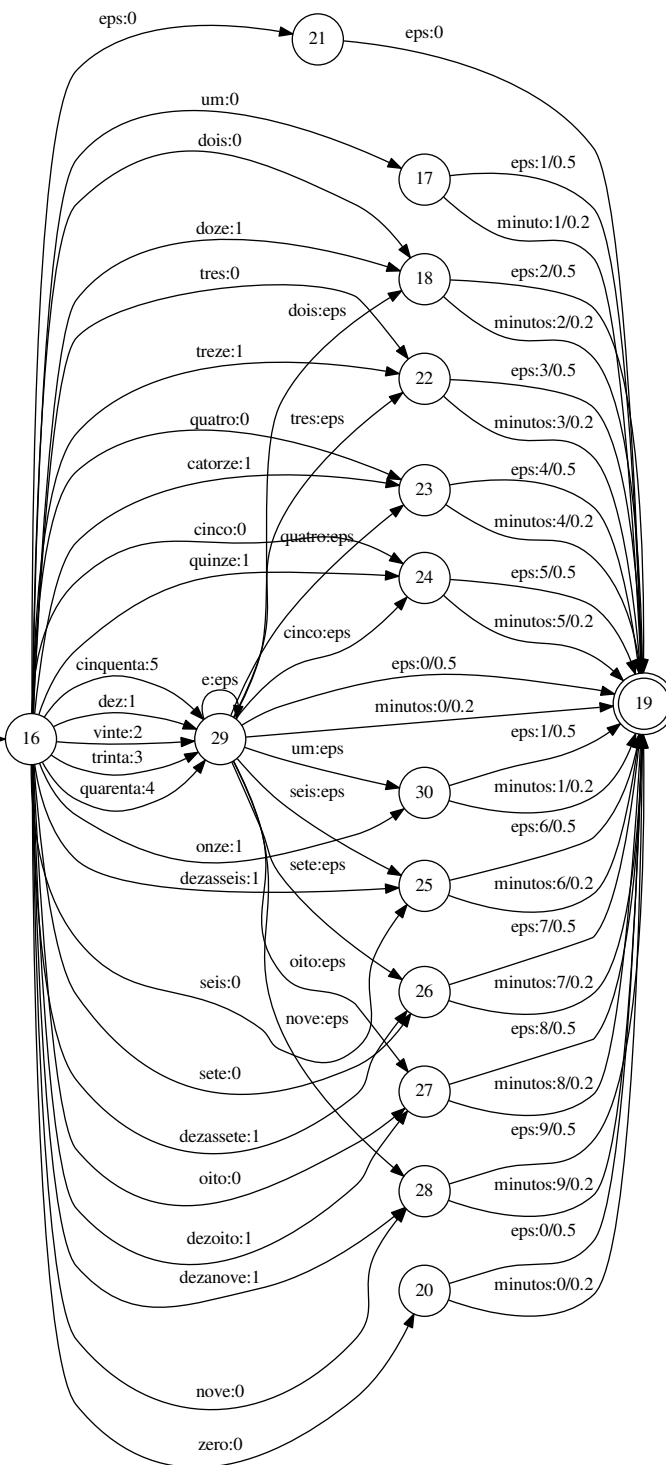 eps:0
21
eps:0
um:0
17
eps:1/0.5
minuto:1/0.2
dois:0
doze:1
18
eps:2/0.5
minutos:2/0.2
tres:0
dois:eps
treze:1
22
eps:3/0.5
minutos:3/0.2
tres:eps
quatro:0
catorze:1
23
eps:4/0.5
minutos:4/0.2
cinco:0
quatro:eps
quinze:1
24
eps:5/0.5
minutos:5/0.2
cinco:eps
cinquenta:5
e:eps
eps:0/0.5
dez:1
minutos:0/0.2
19
16
vinte:2
29
trinta:3
quarenta:4
um:eps
30
eps:1/0.5
minutos:1/0.2
seis:eps
onze:1
sete:eps
dezasseis:1
25
eps:6/0.5
minutos:6/0.2
seis:0
oito:eps
26
eps:7/0.5
minutos:7/0.2
nove:eps
sete:0
27
eps:8/0.5
minutos:8/0.2
dezassete:1
oito:0
28
eps:9/0.5
minutos:9/0.2
dezoito:1
dezanove:1
20
eps:0/0.5
minutos:0/0.2
nove:0
zero:0